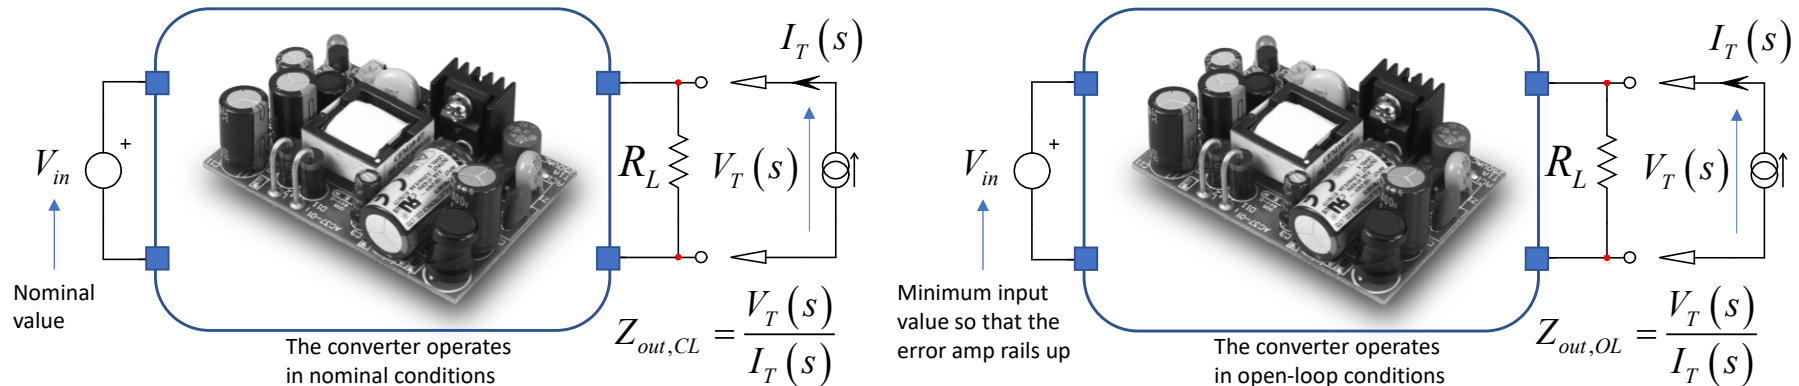 I_T(s)
V_in
+
R_L
V_T(s)
Nominal
value
The converter operates
in nominal conditions
Z_out,CL = V_T(s) / I_T(s)
I_T(s)
V_in
+
R_L
V_T(s)
Minimum input
value so that the
error amp rails up
The converter operates
in open-loop conditions
Z_out,OL = V_T(s) / I_T(s)